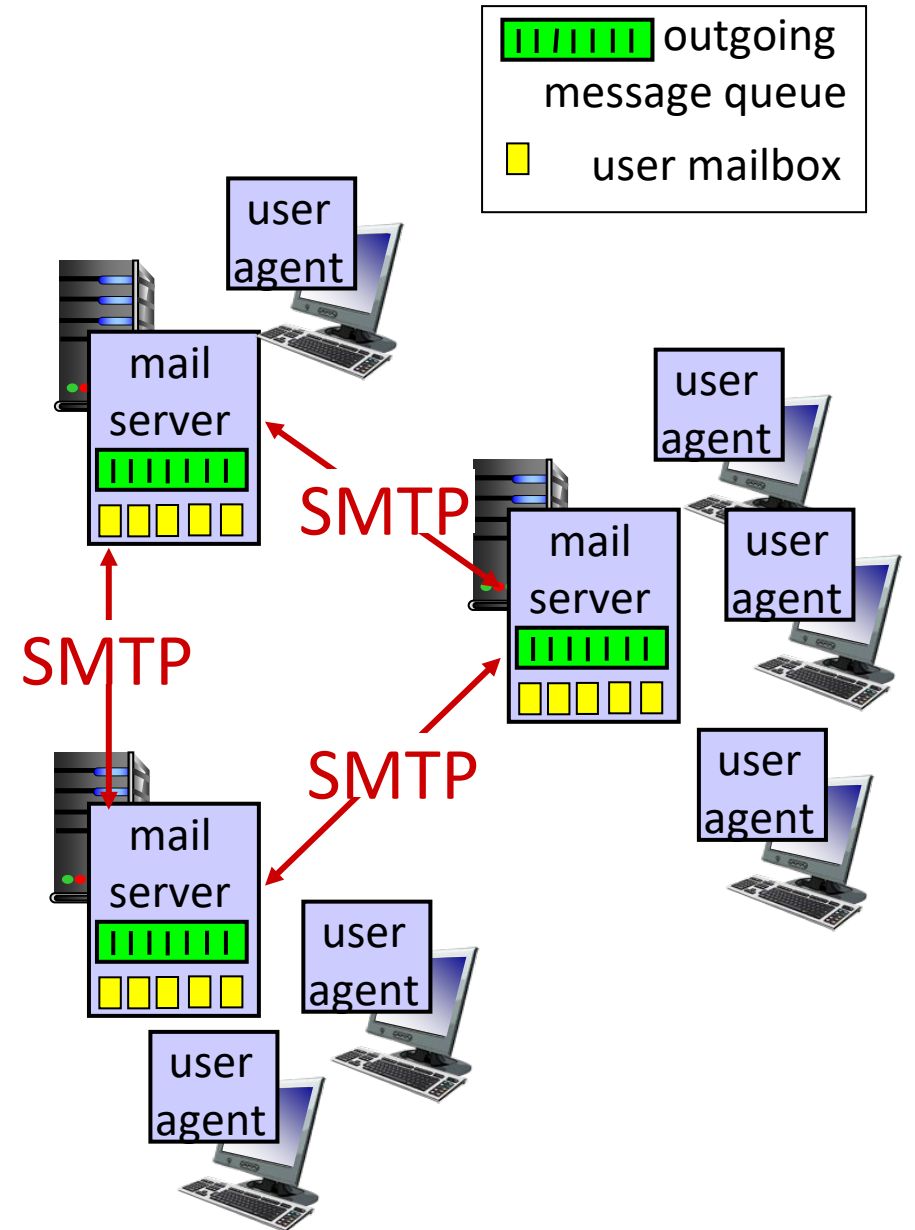 outgoing
message queue
user mailbox
user
agent
mail
server
user
agent
SMTP
mail
server
user
agent
SMTP
user
agent
SMTP
mail
server
user
agent
user
agent